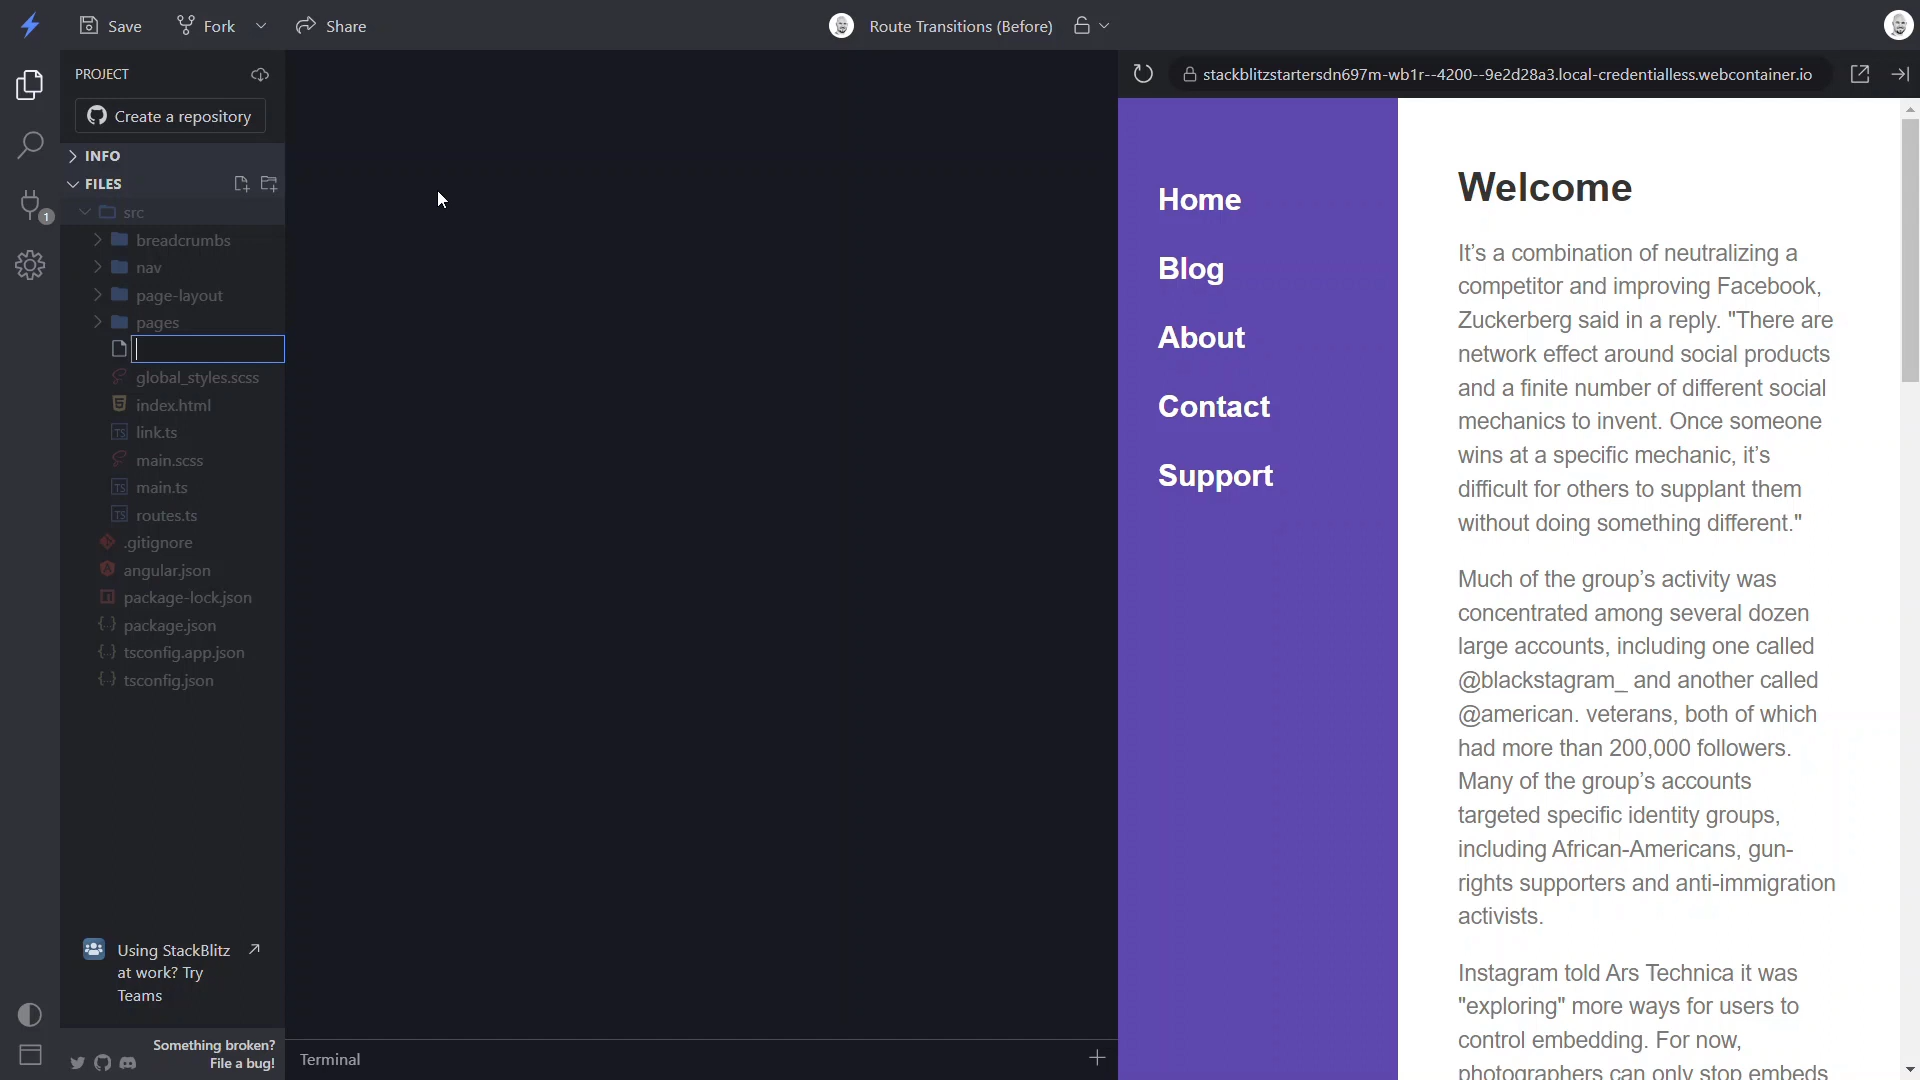 Save
Fork
Share
Route Transitions (Before)
PROJECT
stackblitzstartersdn697m-wb1r--4200--9e2d28a3.local-credentialless.webcontainer.io
Create a repository
INFO
FILES
src
breadcrumbs
nav
page-layout
pages
global_styles.scss
index.html
link.ts
main.scss
main.ts
routes.ts
.gitignore
angular.json
package-lock.json
package.json
tsconfig.app.json
tsconfig.json
1
Using StackBlitz
at work? Try
Teams
Something broken?
File a bug!
Terminal
Home
Blog
About
Contact
Support
Welcome
It’s a combination of neutralizing a
competitor and improving Facebook,
Zuckerberg said in a reply. "There are
network effect around social products
and a finite number of different social
mechanics to invent. Once someone
wins at a specific mechanic, it’s
difficult for others to supplant them
without doing something different."
Much of the group’s activity was
concentrated among several dozen
large accounts, including one called
@blackstagram_ and another called
@american. veterans, both of which
had more than 200,000 followers.
Many of the group’s accounts
targeted specific identity groups,
including African-Americans, gun-
rights supporters and anti-immigration
activists.
Instagram told Ars Technica it was
"exploring" more ways for users to
control embedding. For now,
photographers can only stop embeds